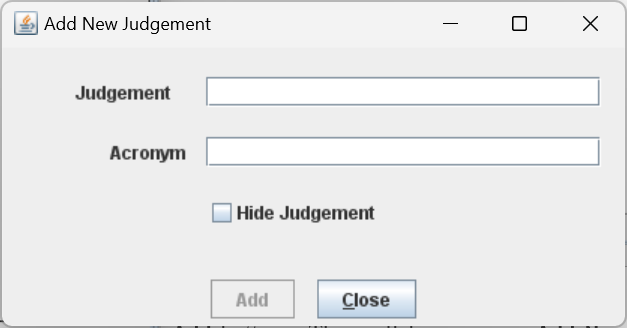 Add New Judgement
Judgement
Acronym
Hide Judgement
Add
Close